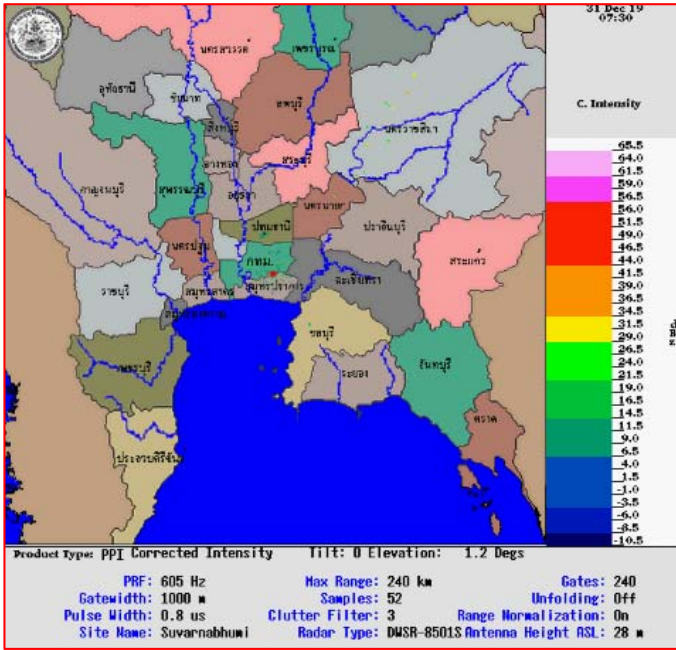 31 Dec 19
07:30
C. Intensity
นครสวรรค์
เพชรบูรณ์
อุทัยธานี
ชัยนาท
ลพบุรี
สิงห์บุรี
นครราชสีมา
อ่างทอง
สระบุรี
กาญจนบุรี
สุพรรณบุรี
อยุธยา
นครนายก
ปราจีนบุรี
ปทุมธานี
นครปฐม
กทม.
สระแก้ว
ราชบุรี
สมุทรสาคร
สมุทรปราการ
ฉะเชิงเทรา
ชลบุรี
เพชรบุรี
ระยอง
จันทบุรี
ตราด
ประจวบคีรีขันธ์
65.5
64.0
61.5
59.0
56.5
56.0
51.5
49.0
46.5
44.0
41.5
39.0
36.5
34.0
31.5
29.0
26.5
24.0
21.5
19.0
16.5
14.0
11.5
9.0
6.5
4.0
1.5
-1.0
-3.5
-6.0
-8.5
-10.5
Product Type: PPI Corrected Intensity Tilt: 0 Elevation: 1.2 Degs
PRF: 605 Hz Max Range: 240 km Gates: 240
Gatewidth: 1000 m Samples: 52 Unfolding: Off
Pulse Width: 0.8 us Clutter Filter: 3 Range Normalization: On
Site Name: Suvarnabhumi Radar Type: DWSR-8501S Antenna Height ASL: 28 m